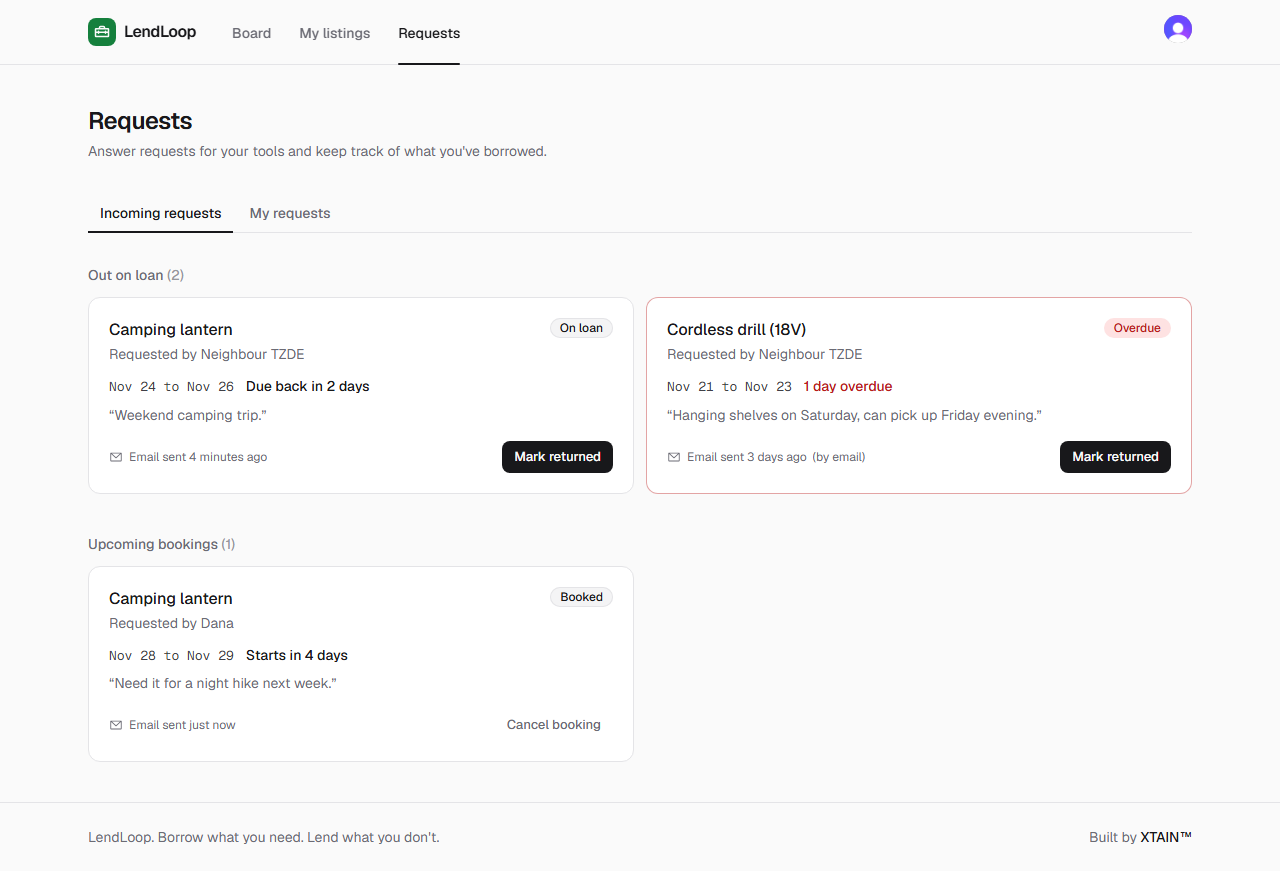 LendLoop Board My listings Requests
Requests
Answer requests for your tools and keep track of what you've borrowed.
Incoming requests My requests
Out on loan (2)
Camping lantern On loan
Requested by Neighbour TZDE
Nov 24 to Nov 26 Due back in 2 days
“Weekend camping trip.”
Email sent 4 minutes ago Mark returned
Cordless drill (18V) Overdue
Requested by Neighbour TZDE
Nov 21 to Nov 23 1 day overdue
“Hanging shelves on Saturday, can pick up Friday evening.”
Email sent 3 days ago (by email) Mark returned
Upcoming bookings (1)
Camping lantern Booked
Requested by Dana
Nov 28 to Nov 29 Starts in 4 days
“Need it for a night hike next week.”
Email sent just now Cancel booking
LendLoop. Borrow what you need. Lend what you don't. Built by XTAIN™